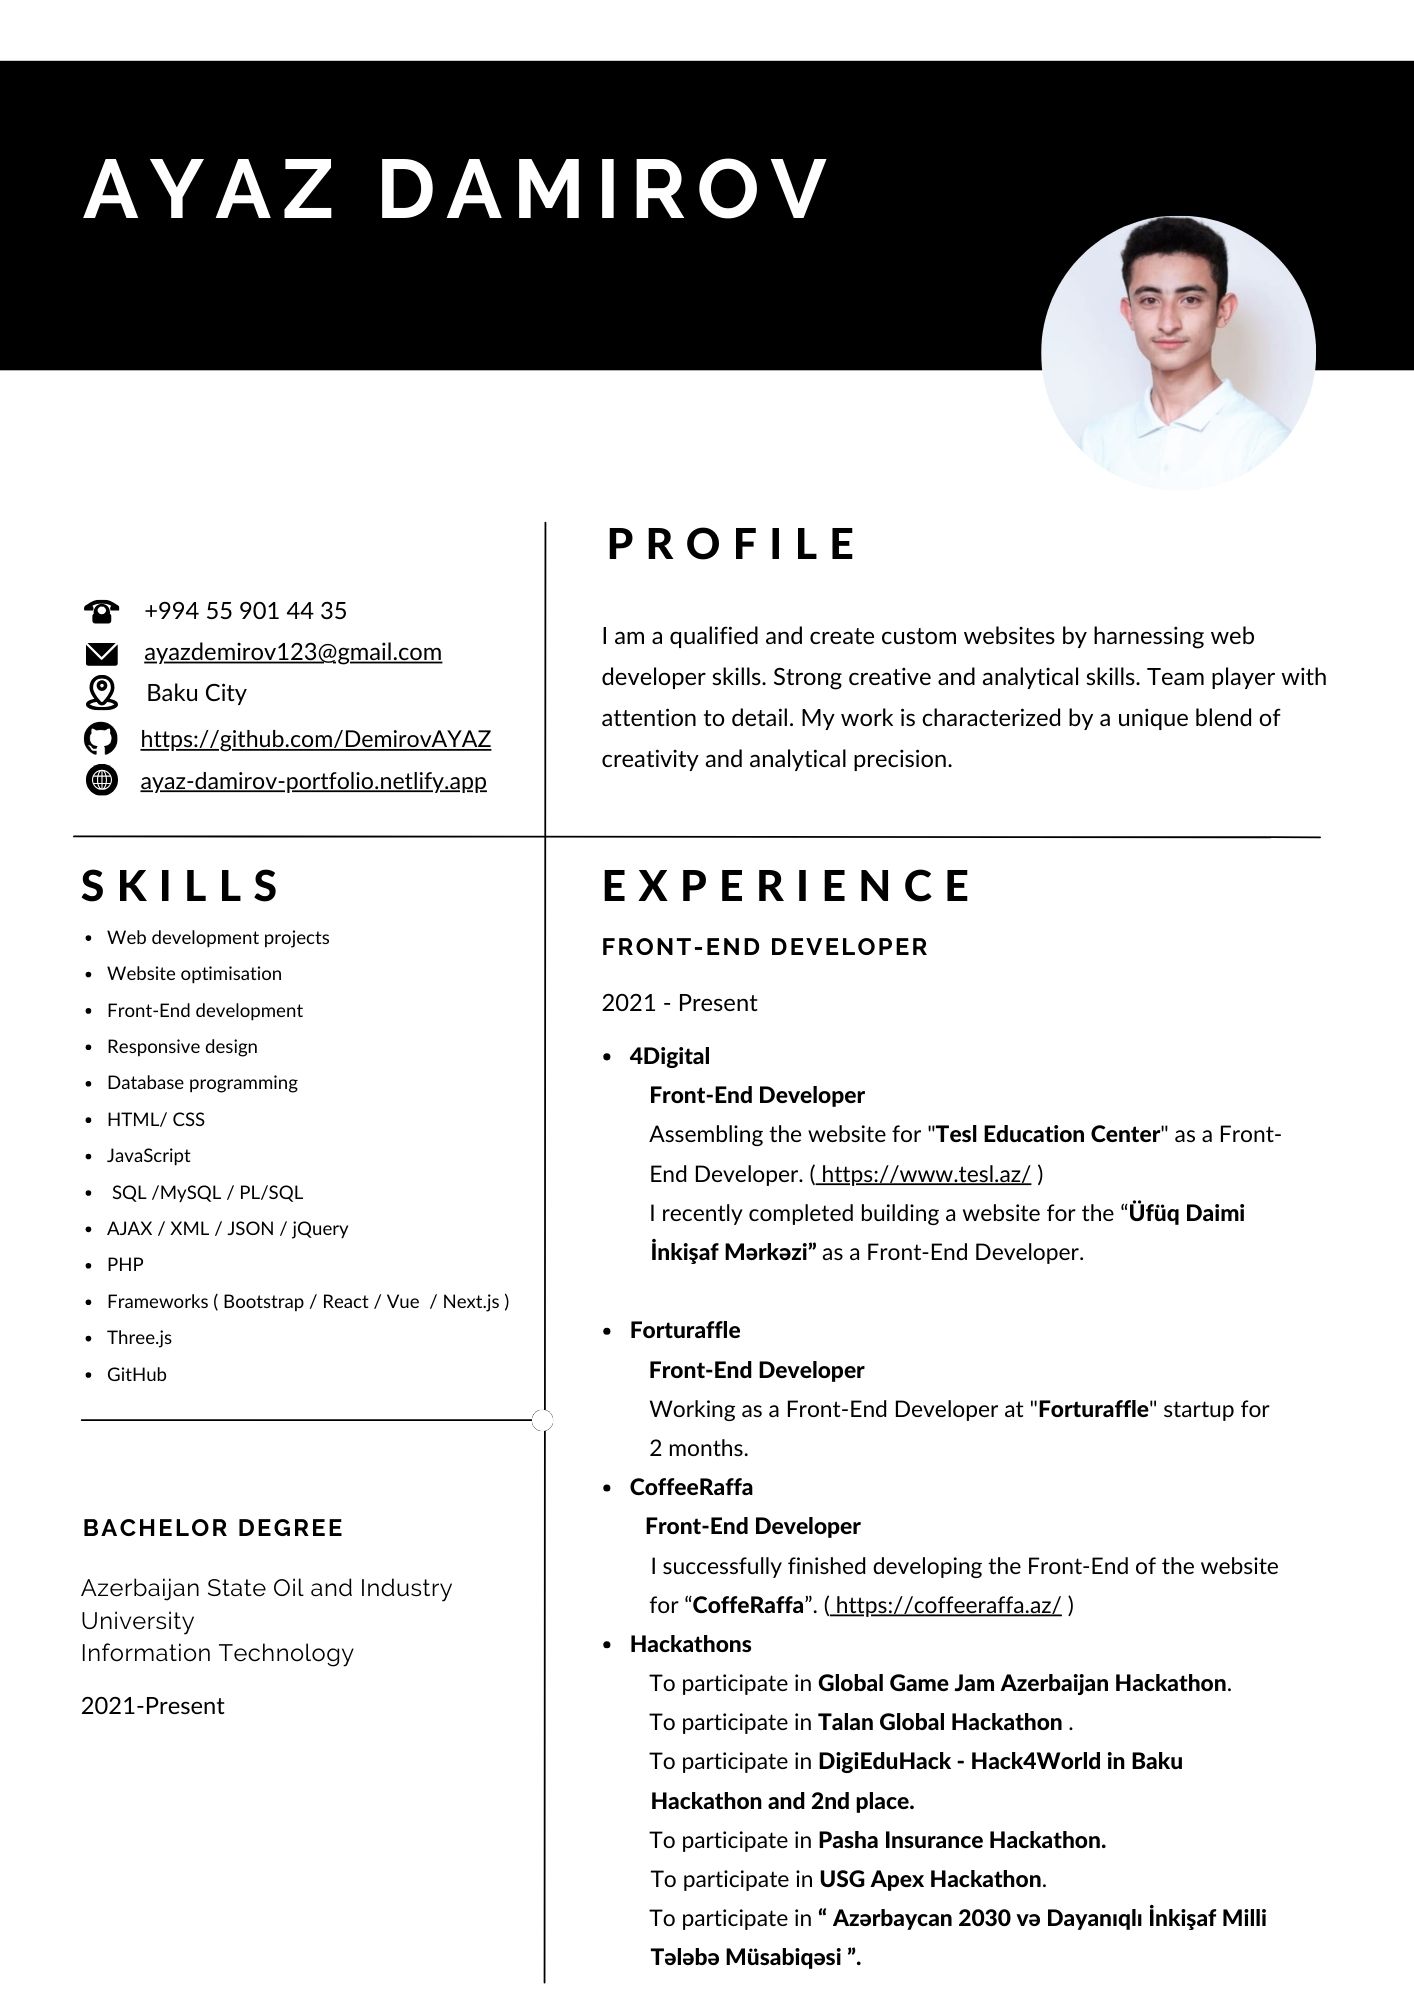 AYAZ DAMIROV
+994 55 901 44 35
ayazdemirov123@gmail.com
Baku City
https://github.com/DemirovAYAZ
ayaz-damirov-portfolio.netlify.app
PROFILE
I am a qualified and create custom websites by harnessing web
developer skills. Strong creative and analytical skills. Team player with
attention to detail. My work is characterized by a unique blend of
creativity and analytical precision.
SKILLS
• Web development projects
• Website optimisation
• Front-End development
• Responsive design
• Database programming
• HTML/ CSS
• JavaScript
• SQL /MySQL / PL/SQL
• AJAX / XML / JSON / jQuery
• PHP
• Frameworks ( Bootstrap / React / Vue / Next.js )
• Three.js
• GitHub
BACHELOR DEGREE
Azerbaijan State Oil and Industry
University
Information Technology
2021-Present
EXPERIENCE
FRONT-END DEVELOPER
2021 - Present
• 4Digital
Front-End Developer
Assembling the website for "Tesl Education Center" as a Front-
End Developer. ( https://www.tesl.az/ )
I recently completed building a website for the “Üfüq Daimi
İnkişaf Mərkəzi” as a Front-End Developer.
• Forturaffle
Front-End Developer
Working as a Front-End Developer at "Forturaffle" startup for
2 months.
• CoffeeRaffa
Front-End Developer
I successfully finished developing the Front-End of the website
for “CoffeRaffa”. ( https://coffeeraffa.az/ )
• Hackathons
To participate in Global Game Jam Azerbaijan Hackathon.
To participate in Talan Global Hackathon .
To participate in DigiEduHack - Hack4World in Baku
Hackathon and 2nd place.
To participate in Pasha Insurance Hackathon.
To participate in USG Apex Hackathon.
To participate in “ Azərbaycan 2030 və Dayanıqlı İnkişaf Milli
Tələbə Müsabiqəsi ”.